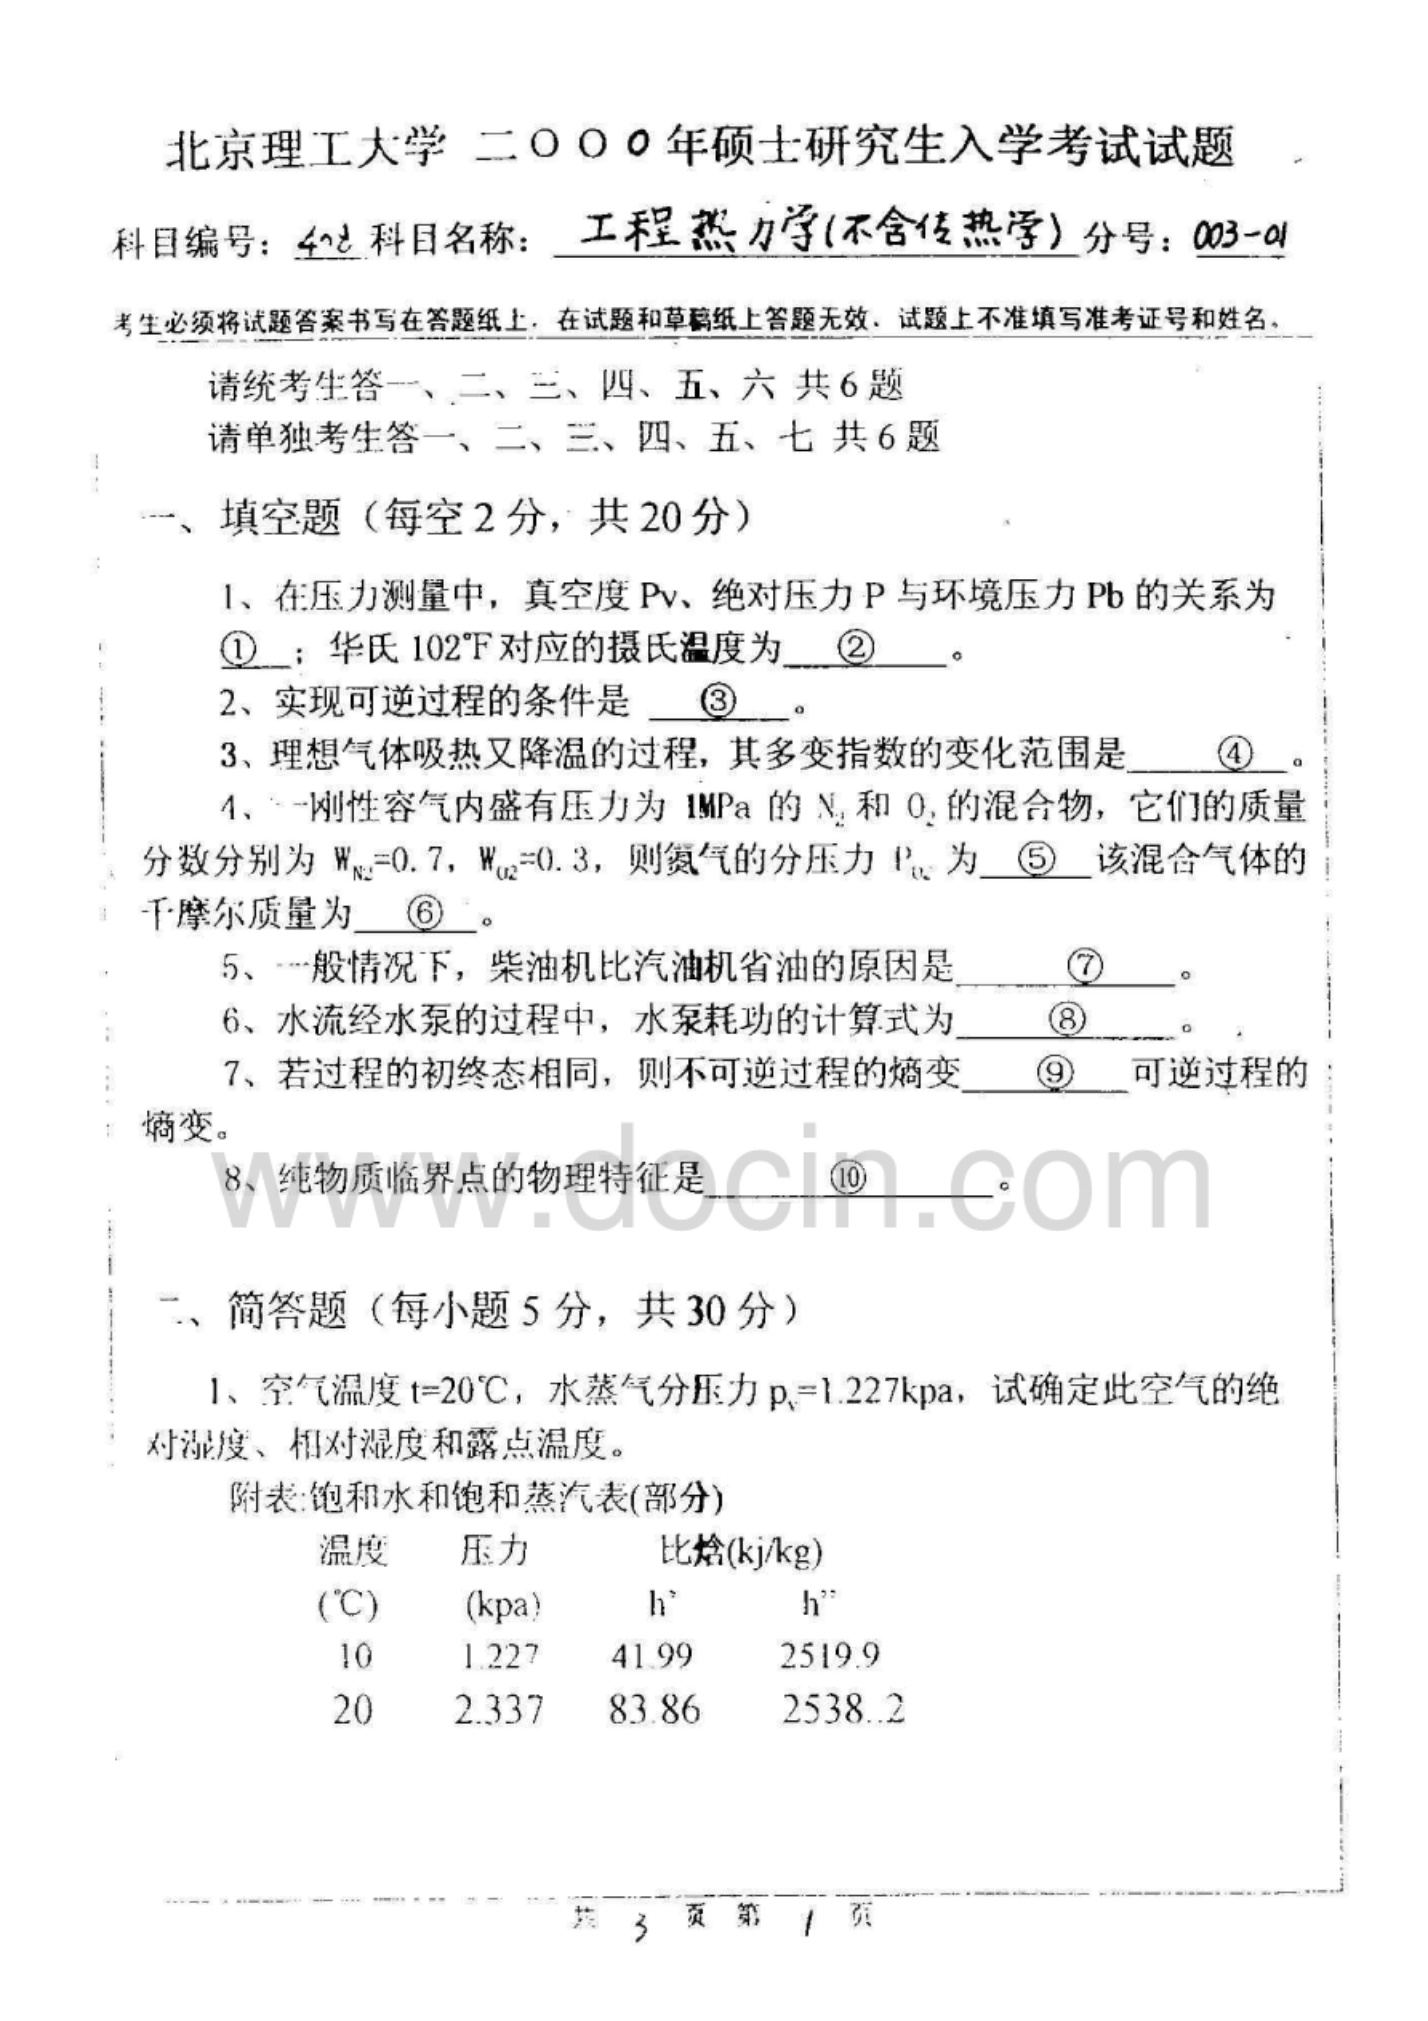 北京理工大学 二〇〇〇年硕士研究生入学考试试题
科目编号： 科目名称： 工程热力学(不含传热学) 分号：003-01
考生必须将试题答案书写在答题纸上．在试题和草稿纸上答题无效．试题上不准填写准考证号和姓名。
请统考生答一、二、三、四、五、六 共6题
请单独考生答一、二、三、四、五、七 共6题
一、填空题（每空2分，共20分）
1、在压力测量中，真空度Pv、绝对压力P与环境压力Pb的关系为
①；华氏102℉对应的摄氏温度为②。
2、实现可逆过程的条件是 ③。
3、理想气体吸热又降温的过程，其多变指数的变化范围是④。
4、一刚性容气内盛有压力为 1MPa 的 N₂ 和 O₂ 的混合物，它们的质量
分数分别为 W_N2=0.7，W_O2=0.3，则氮气的分压力 P 为⑤该混合气体的
千摩尔质量为⑥。
5、一般情况下，柴油机比汽油机省油的原因是⑦。
6、水流经水泵的过程中，水泵耗功的计算式为⑧。
7、若过程的初终态相同，则不可逆过程的熵变⑨可逆过程的
熵变。
www.docin.com
8、纯物质临界点的物理特征是⑩。
二、简答题（每小题5分，共30分）
1、空气温度t=20℃，水蒸气分压力pᵥ=1.227kpa，试确定此空气的绝
对湿度、相对湿度和露点温度。
附表:饱和水和饱和蒸汽表(部分)
温度 压力 比焓(kj/kg)
(℃) (kpa) h' h''
10 1.227 41.99 2519.9
20 2.337 83.86 2538..2
共 3 页 第 1 页